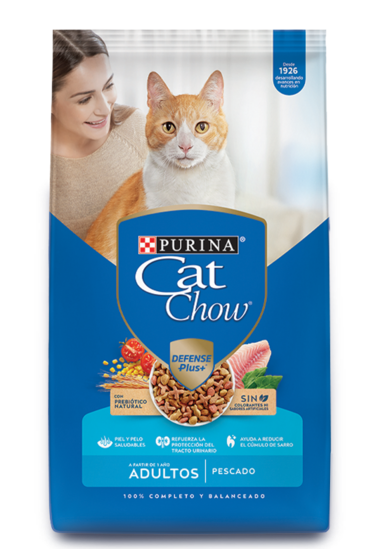 Desde
1926
desarrollando
avances en
nutrición
PURINA®
Cat
Chow®
DEFENSE
Plus+
CON
PREBIÓTICO
NATURAL
SIN
COLORANTES NI
SABORES ARTIFICIALES
PIEL Y PELO
SALUDABLES
REFUERZA LA
PROTECCIÓN DEL
TRACTO URINARIO
AYUDA A REDUCIR
EL CÚMULO DE SARRO
A PARTIR DE 1 AÑO
ADULTOS | PESCADO
100% COMPLETO Y BALANCEADO